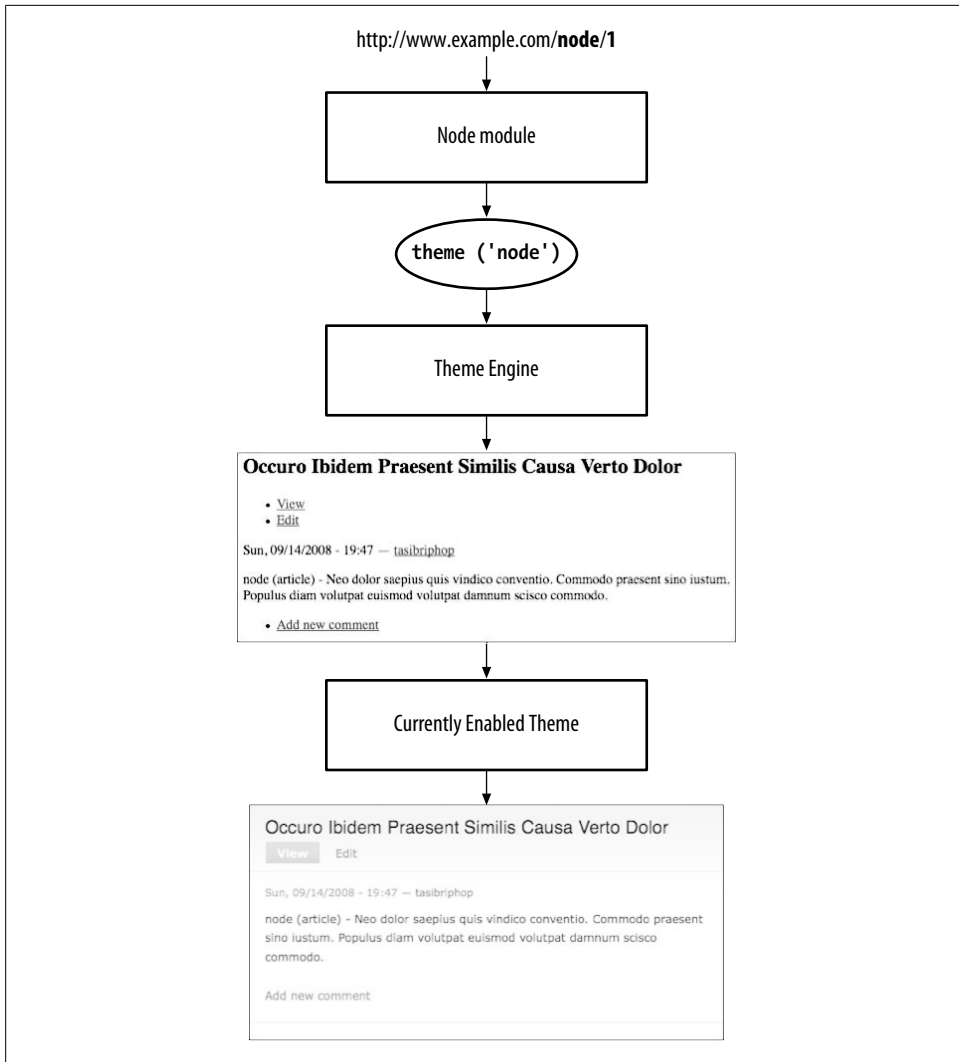 http://www.example.com/node/1
Node module
theme ('node')
Theme Engine
Occuro Ibidem Praesent Similis Causa Verto Dolor
• View
• Edit
Sun, 09/14/2008 - 19:47 — tasibriphop
node (article) - Neo dolor saepius quis vindico conventio. Commodo praesent sino iustum.
Populus diam volutpat euismod volutpat damnum scisco commodo.
• Add new comment
Currently Enabled Theme
Occuro Ibidem Praesent Similis Causa Verto Dolor
View Edit
Sun, 09/14/2008 - 19:47 — tasibriphop
node (article) - Neo dolor saepius quis vindico conventio. Commodo praesent
sino iustum. Populus diam volutpat euismod volutpat damnum scisco
commodo.
Add new comment